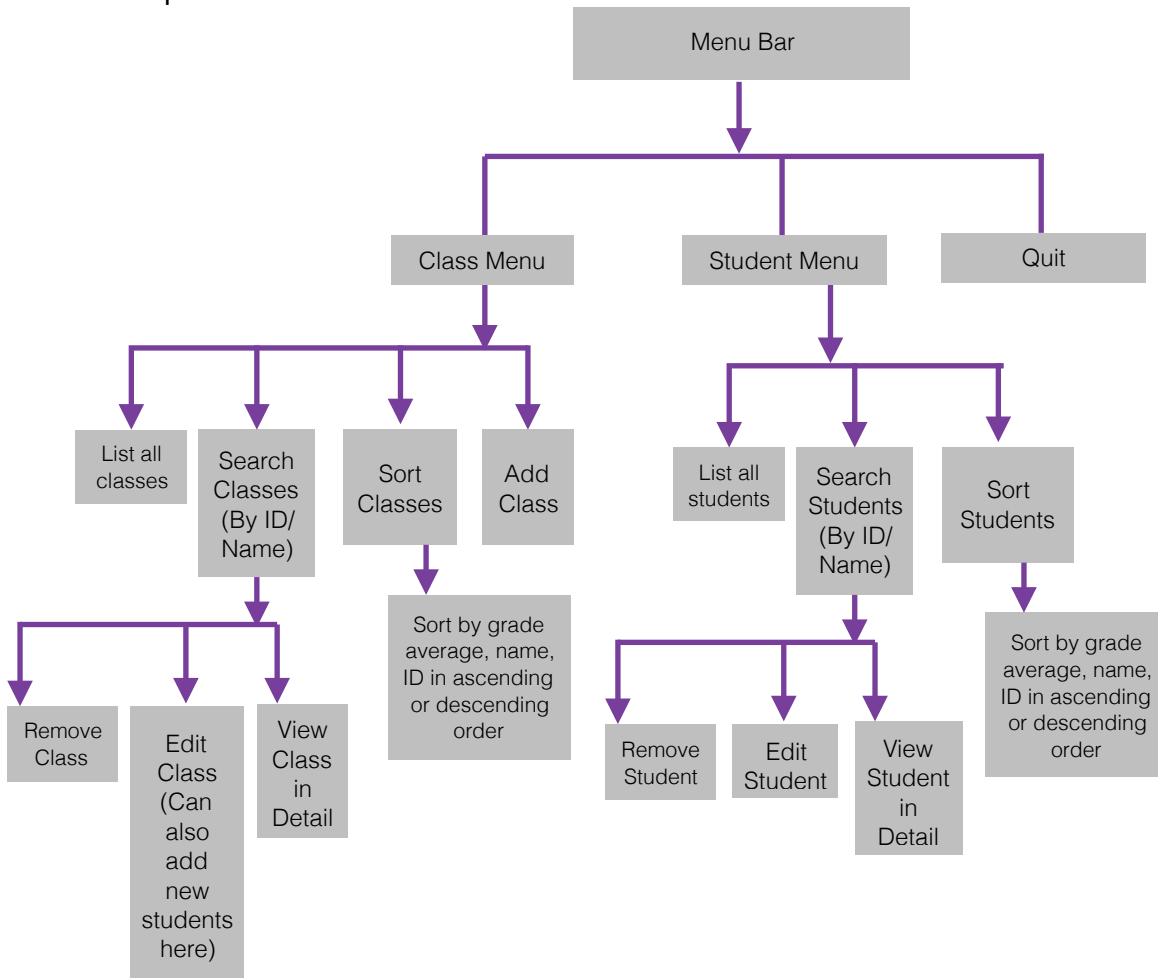 Menu Bar
Class Menu
Student Menu
Quit
List all
classes
Search
Classes
(By ID/
Name)
Sort
Classes
Add
Class
List all
students
Search
Students
(By ID/
Name)
Sort
Students
Sort by grade
average, name,
ID in ascending
or descending
order
Sort by grade
average, name,
ID in ascending
or descending
order
Remove
Class
Edit
Class
(Can
also
add
new
students
here)
View
Class
in
Detail
Remove
Student
Edit
Student
View
Student
in
Detail